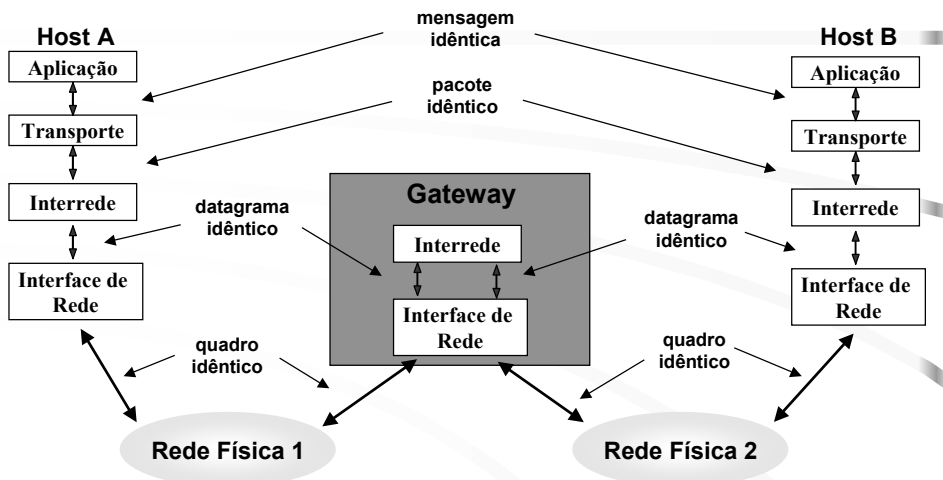 mensagem
idêntica
Host A
Host B
Aplicação
Aplicação
pacote
idêntico
Transporte
Transporte
Gateway
Interrede
Interrede
datagrama
idêntico
Interrede
datagrama
idêntico
Interface de
Rede
Interface de
Rede
Interface de
Rede
quadro
idêntico
quadro
idêntico
Rede Física 1
Rede Física 2